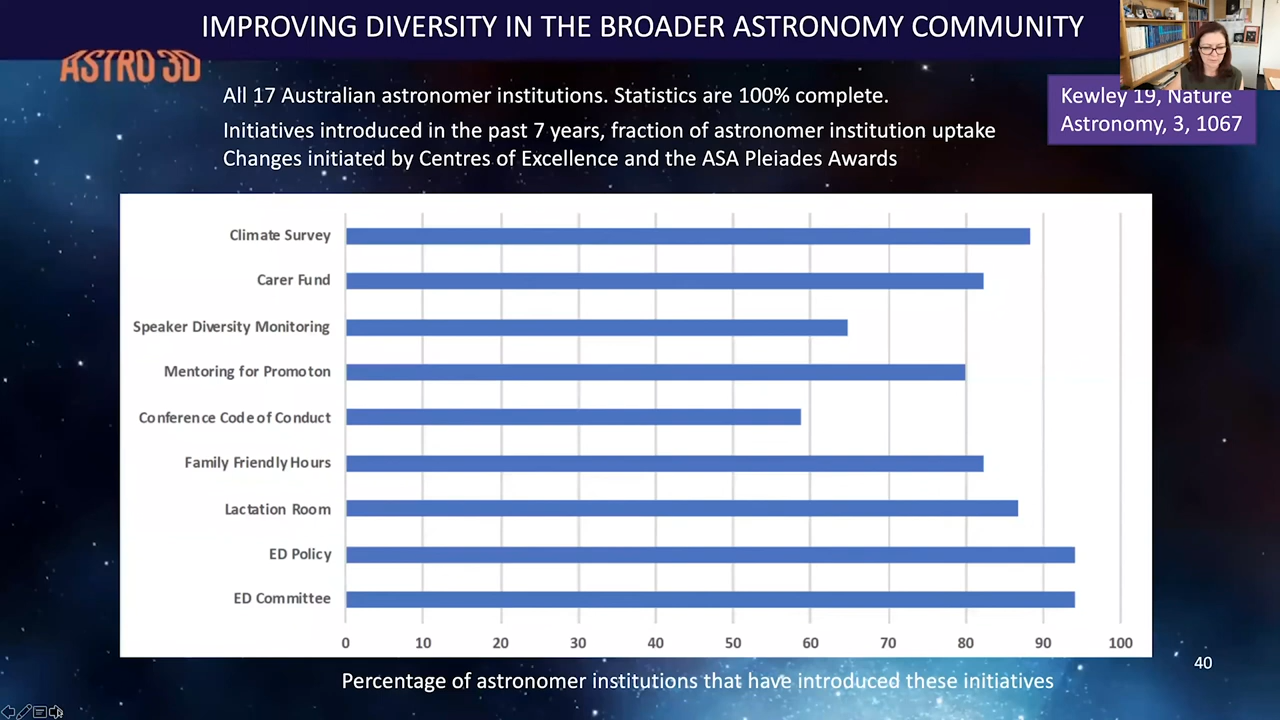 IMPROVING DIVERSITY IN THE BROADER ASTRONOMY COMMUNITY
ASTRO 3D
All 17 Australian astronomer institutions. Statistics are 100% complete.
Kewley 19, Nature
Astronomy, 3, 1067
Initiatives introduced in the past 7 years, fraction of astronomer institution uptake
Changes initiated by Centres of Excellence and the ASA Pleiades Awards
Climate Survey
Carer Fund
Speaker Diversity Monitoring
Mentoring for Promoton
Conference Code of Conduct
Family Friendly Hours
Lactation Room
ED Policy
ED Committee
0 10 20 30 40 50 60 70 80 90 100
Percentage of astronomer institutions that have introduced these initiatives
40